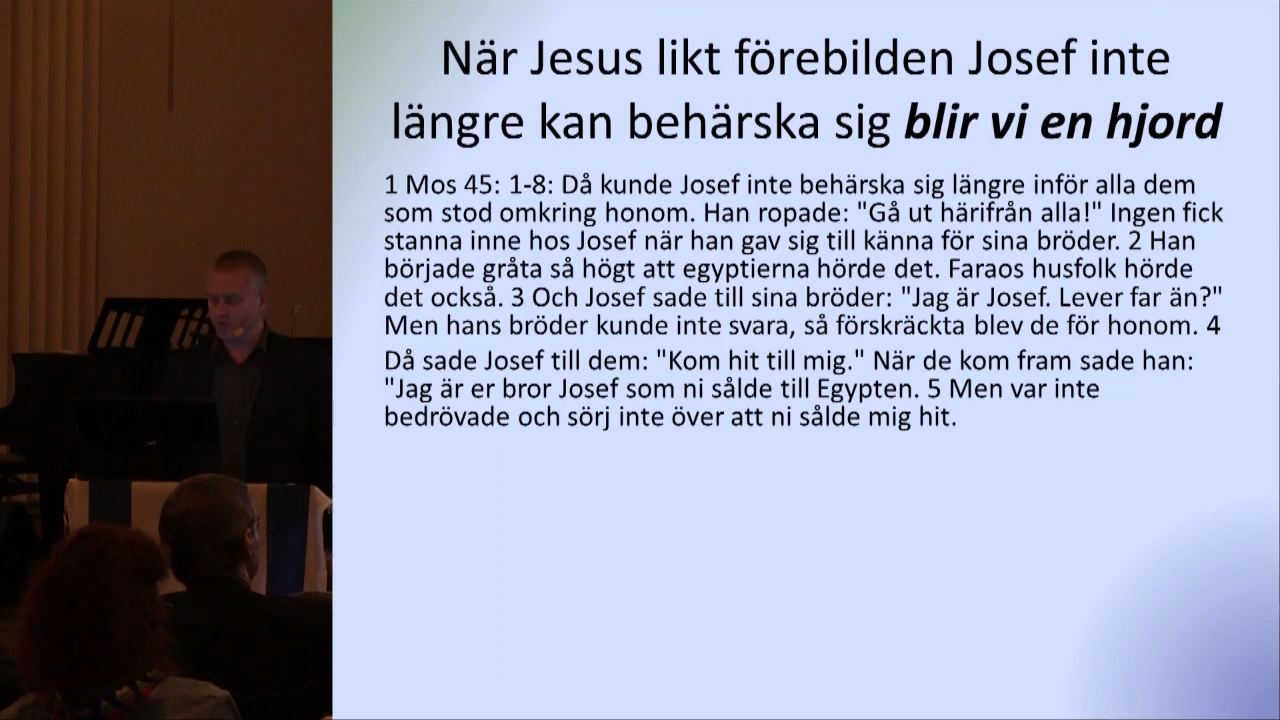 När Jesus likt förebilden Josef inte
längre kan behärska sig blir vi en hjord
1 Mos 45: 1-8: Då kunde Josef inte behärska sig längre inför alla dem
som stod omkring honom. Han ropade: "Gå ut härifrån alla!" Ingen fick
stanna inne hos Josef när han gav sig till känna för sina bröder. 2 Han
började gråta så högt att egyptierna hörde det. Faraos husfolk hörde
det också. 3 Och Josef sade till sina bröder: "Jag är Josef. Lever far än?"
Men hans bröder kunde inte svara, så förskräckta blev de för honom. 4
Då sade Josef till dem: "Kom hit till mig." När de kom fram sade han:
"Jag är er bror Josef som ni sålde till Egypten. 5 Men var inte
bedrövade och sörj inte över att ni sålde mig hit.